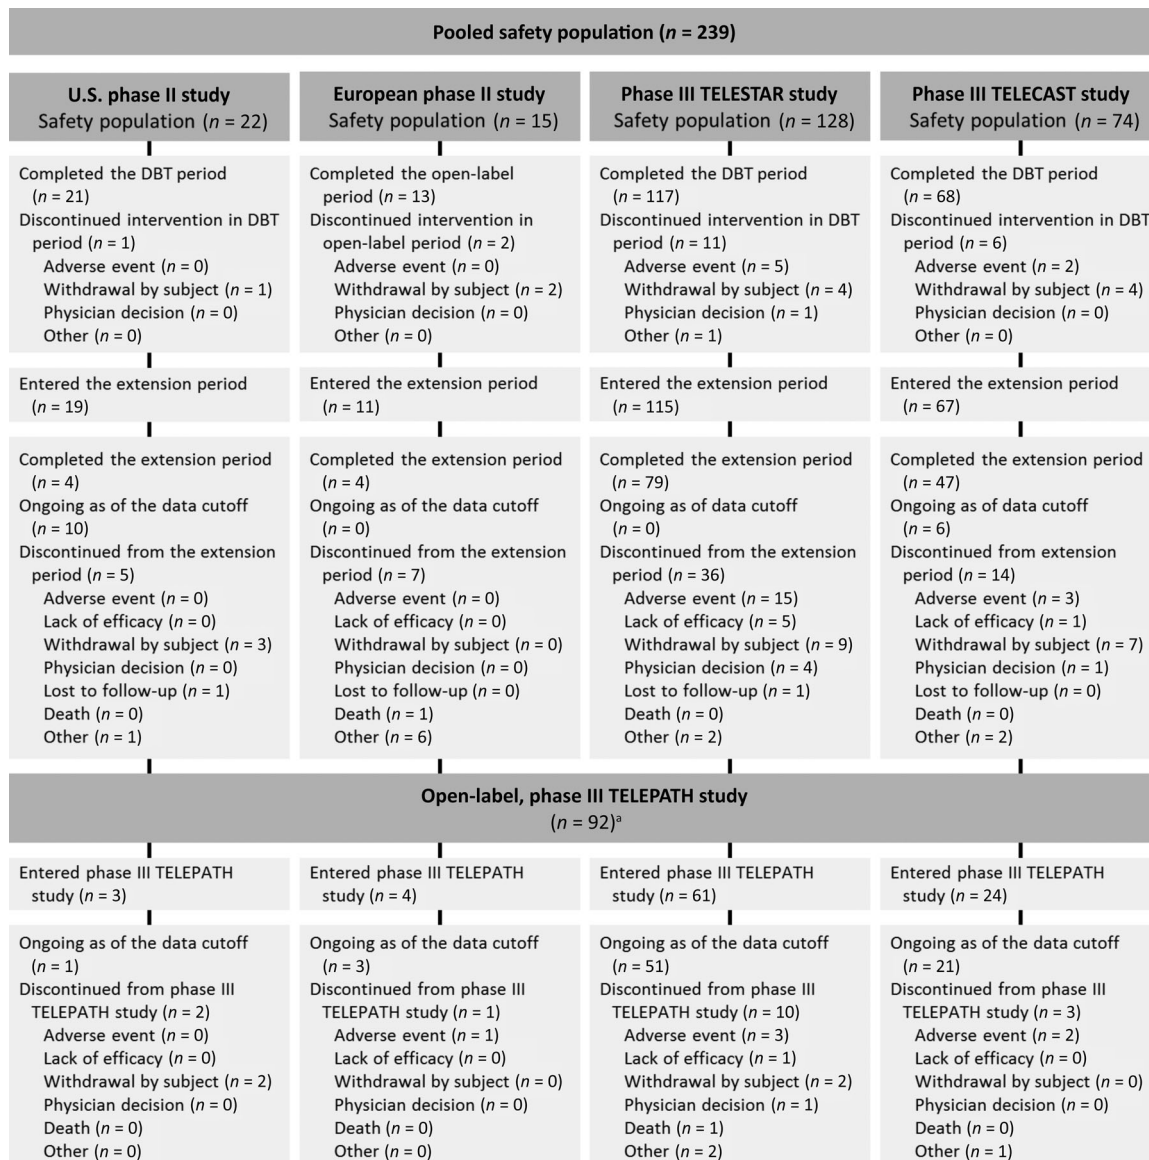 Pooled safety population (n = 239)
U.S. phase II study
Safety population (n = 22)
Completed the DBT period
(n = 21)
Discontinued intervention in DBT
period (n = 1)
Adverse event (n = 0)
Withdrawal by subject (n = 1)
Physician decision (n = 0)
Other (n = 0)
Entered the extension period
(n = 19)
Completed the extension period
(n = 4)
Ongoing as of the data cutoff
(n = 10)
Discontinued from the extension
period (n = 5)
Adverse event (n = 0)
Lack of efficacy (n = 0)
Withdrawal by subject (n = 3)
Physician decision (n = 0)
Lost to follow-up (n = 1)
Death (n = 0)
Other (n = 1)
European phase II study
Safety population (n = 15)
Completed the open-label
period (n = 13)
Discontinued intervention in
open-label period (n = 2)
Adverse event (n = 0)
Withdrawal by subject (n = 2)
Physician decision (n = 0)
Other (n = 0)
Entered the extension period
(n = 11)
Completed the extension period
(n = 4)
Ongoing as of the data cutoff
(n = 0)
Discontinued from the extension
period (n = 7)
Adverse event (n = 0)
Lack of efficacy (n = 0)
Withdrawal by subject (n = 0)
Physician decision (n = 0)
Lost to follow-up (n = 0)
Death (n = 1)
Other (n = 6)
Phase III TELESTAR study
Safety population (n = 128)
Completed the DBT period
(n = 117)
Discontinued intervention in DBT
period (n = 11)
Adverse event (n = 5)
Withdrawal by subject (n = 4)
Physician decision (n = 1)
Other (n = 1)
Entered the extension period
(n = 115)
Completed the extension period
(n = 79)
Ongoing as of data cutoff
(n = 0)
Discontinued from the extension
period (n = 36)
Adverse event (n = 15)
Lack of efficacy (n = 5)
Withdrawal by subject (n = 9)
Physician decision (n = 4)
Lost to follow-up (n = 1)
Death (n = 0)
Other (n = 2)
Phase III TELECAST study
Safety population (n = 74)
Completed the DBT period
(n = 68)
Discontinued intervention in DBT
period (n = 6)
Adverse event (n = 2)
Withdrawal by subject (n = 4)
Physician decision (n = 0)
Other (n = 0)
Entered the extension period
(n = 67)
Completed the extension period
(n = 47)
Ongoing as of the data cutoff
(n = 6)
Discontinued from extension
period (n = 14)
Adverse event (n = 3)
Lack of efficacy (n = 1)
Withdrawal by subject (n = 7)
Physician decision (n = 1)
Lost to follow-up (n = 0)
Death (n = 0)
Other (n = 2)
Open-label, phase III TELEPATH study
(n = 92)ᵃ
Entered phase III TELEPATH
study (n = 3)
Ongoing as of the data cutoff
(n = 1)
Discontinued from phase III
TELEPATH study (n = 2)
Adverse event (n = 0)
Lack of efficacy (n = 0)
Withdrawal by subject (n = 2)
Physician decision (n = 0)
Death (n = 0)
Other (n = 0)
Entered phase III TELEPATH
study (n = 4)
Ongoing as of the data cutoff
(n = 3)
Discontinued from phase III
TELEPATH study (n = 1)
Adverse event (n = 1)
Lack of efficacy (n = 0)
Withdrawal by subject (n = 0)
Physician decision (n = 0)
Death (n = 0)
Other (n = 0)
Entered phase III TELEPATH
study (n = 61)
Ongoing as of the data cutoff
(n = 51)
Discontinued from phase III
TELEPATH study (n = 10)
Adverse event (n = 3)
Lack of efficacy (n = 1)
Withdrawal by subject (n = 2)
Physician decision (n = 1)
Death (n = 1)
Other (n = 2)
Entered phase III TELEPATH
study (n = 24)
Ongoing as of the data cutoff
(n = 21)
Discontinued from phase III
TELEPATH study (n = 3)
Adverse event (n = 2)
Lack of efficacy (n = 0)
Withdrawal by subject (n = 0)
Physician decision (n = 0)
Death (n = 0)
Other (n = 1)